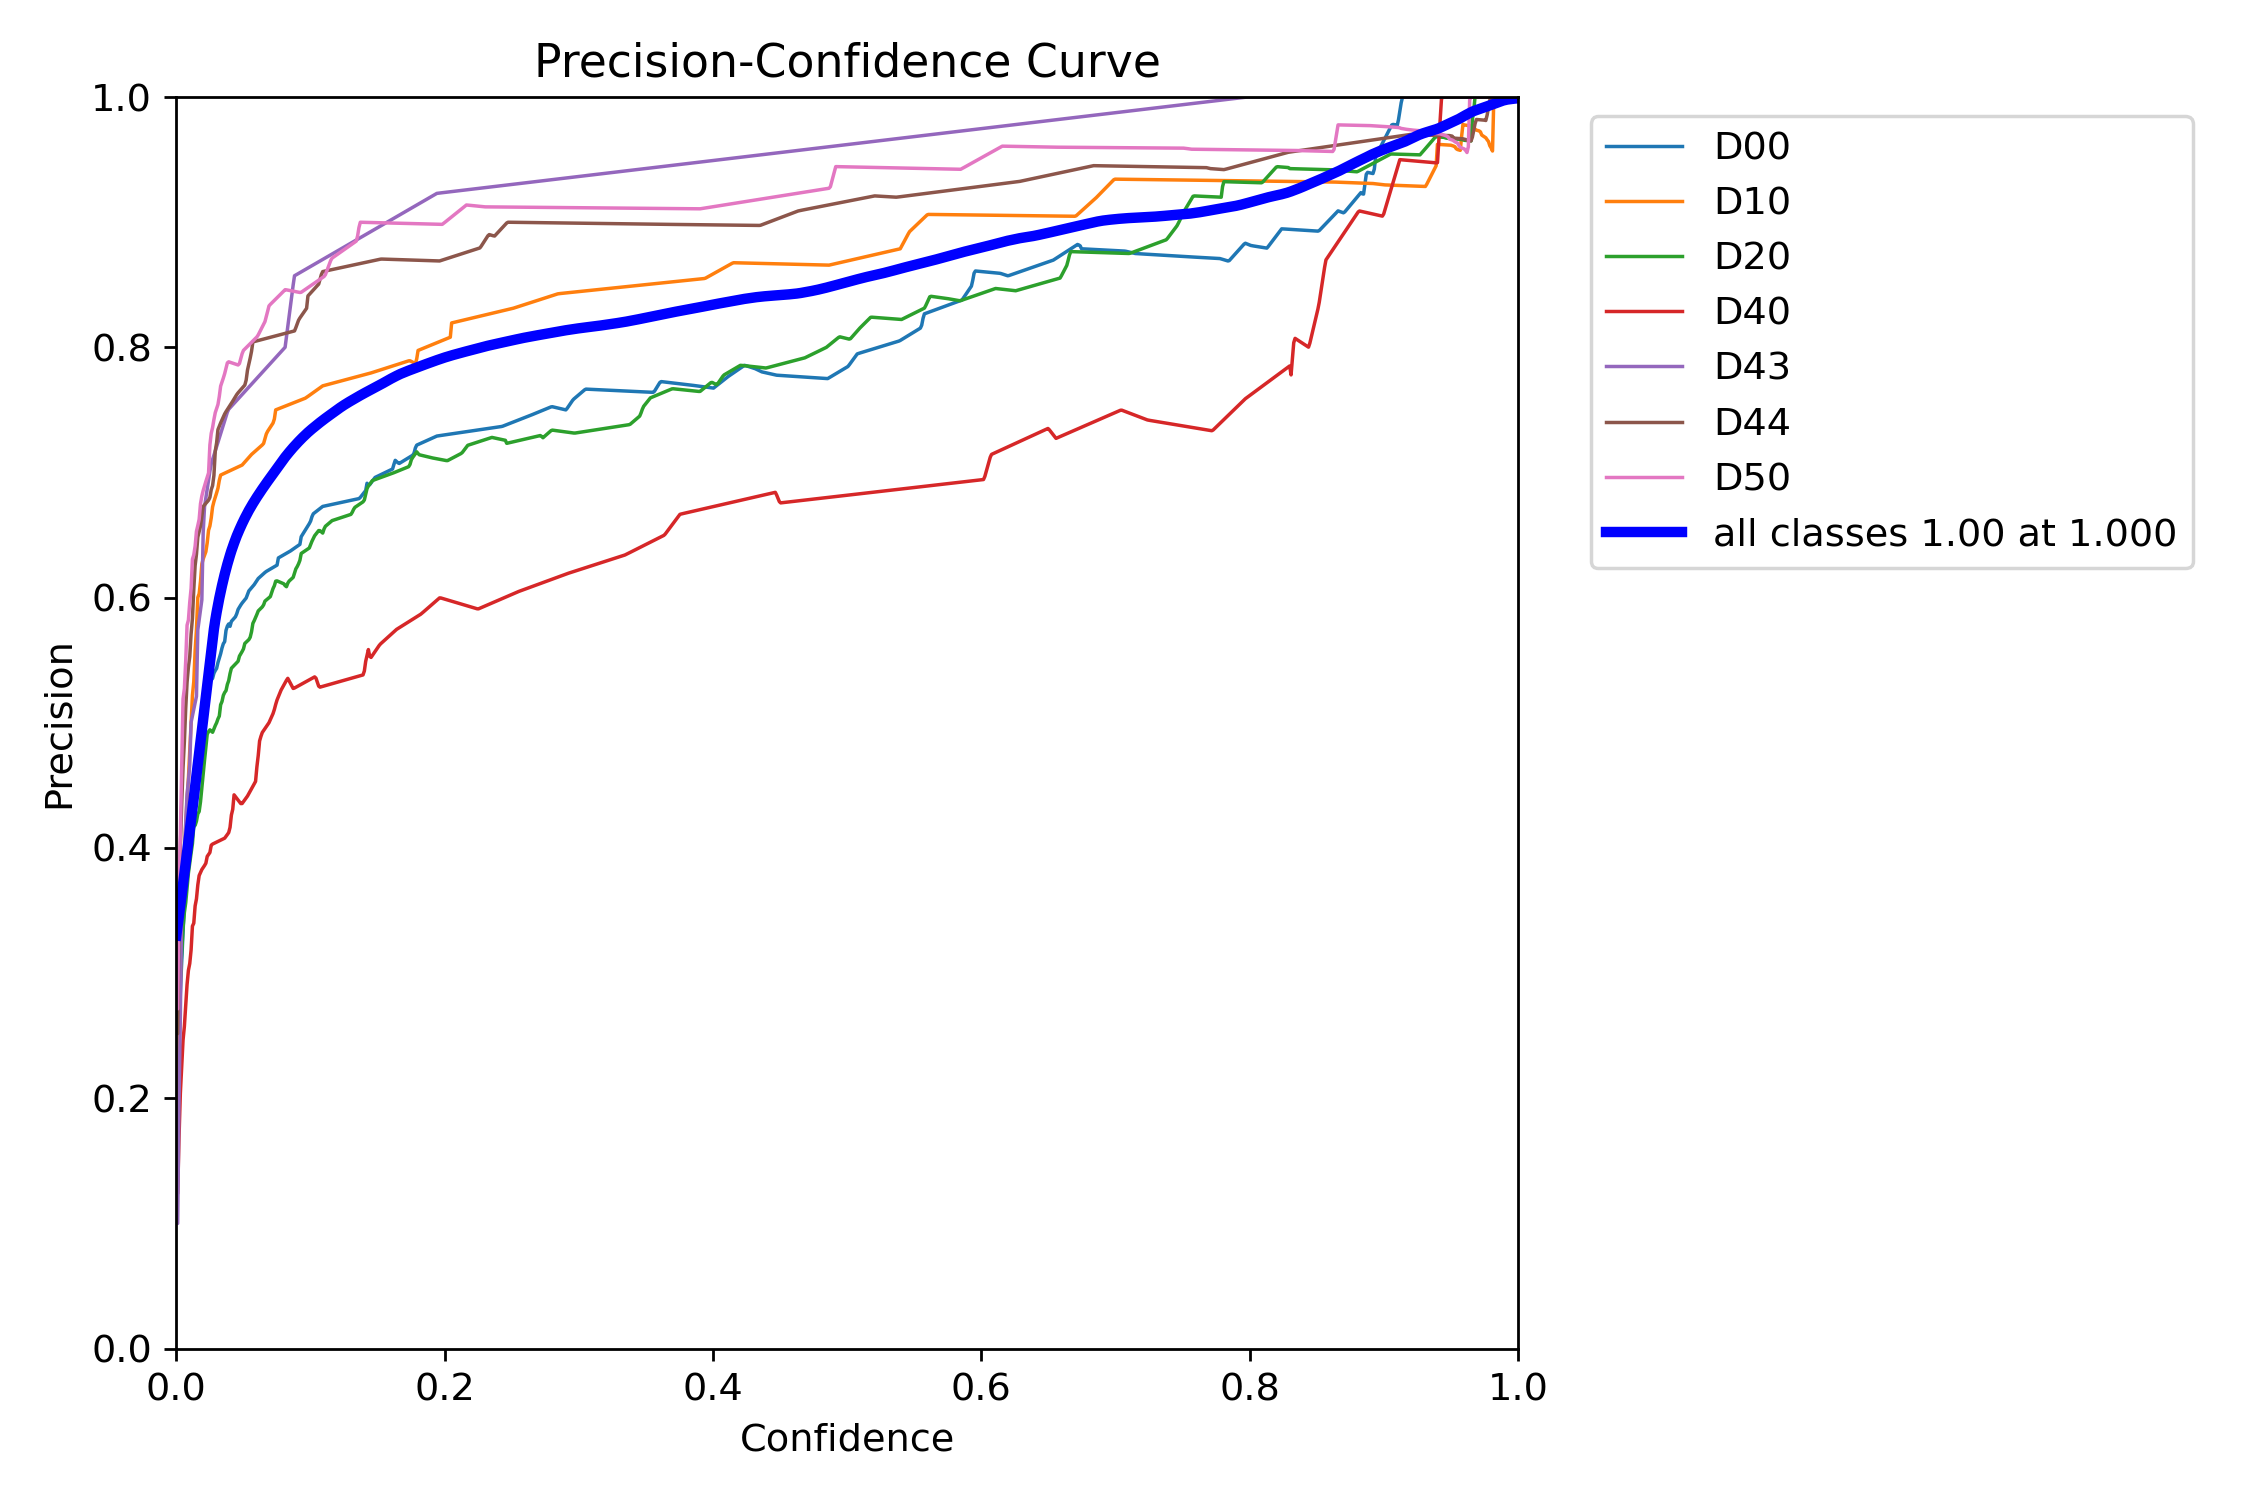 Precision-Confidence Curve
1.0
0.8
0.6
0.4
0.2
0.0
Precision
0.0 0.2 0.4 0.6 0.8 1.0
Confidence
D00
D10
D20
D40
D43
D44
D50
all classes 1.00 at 1.000